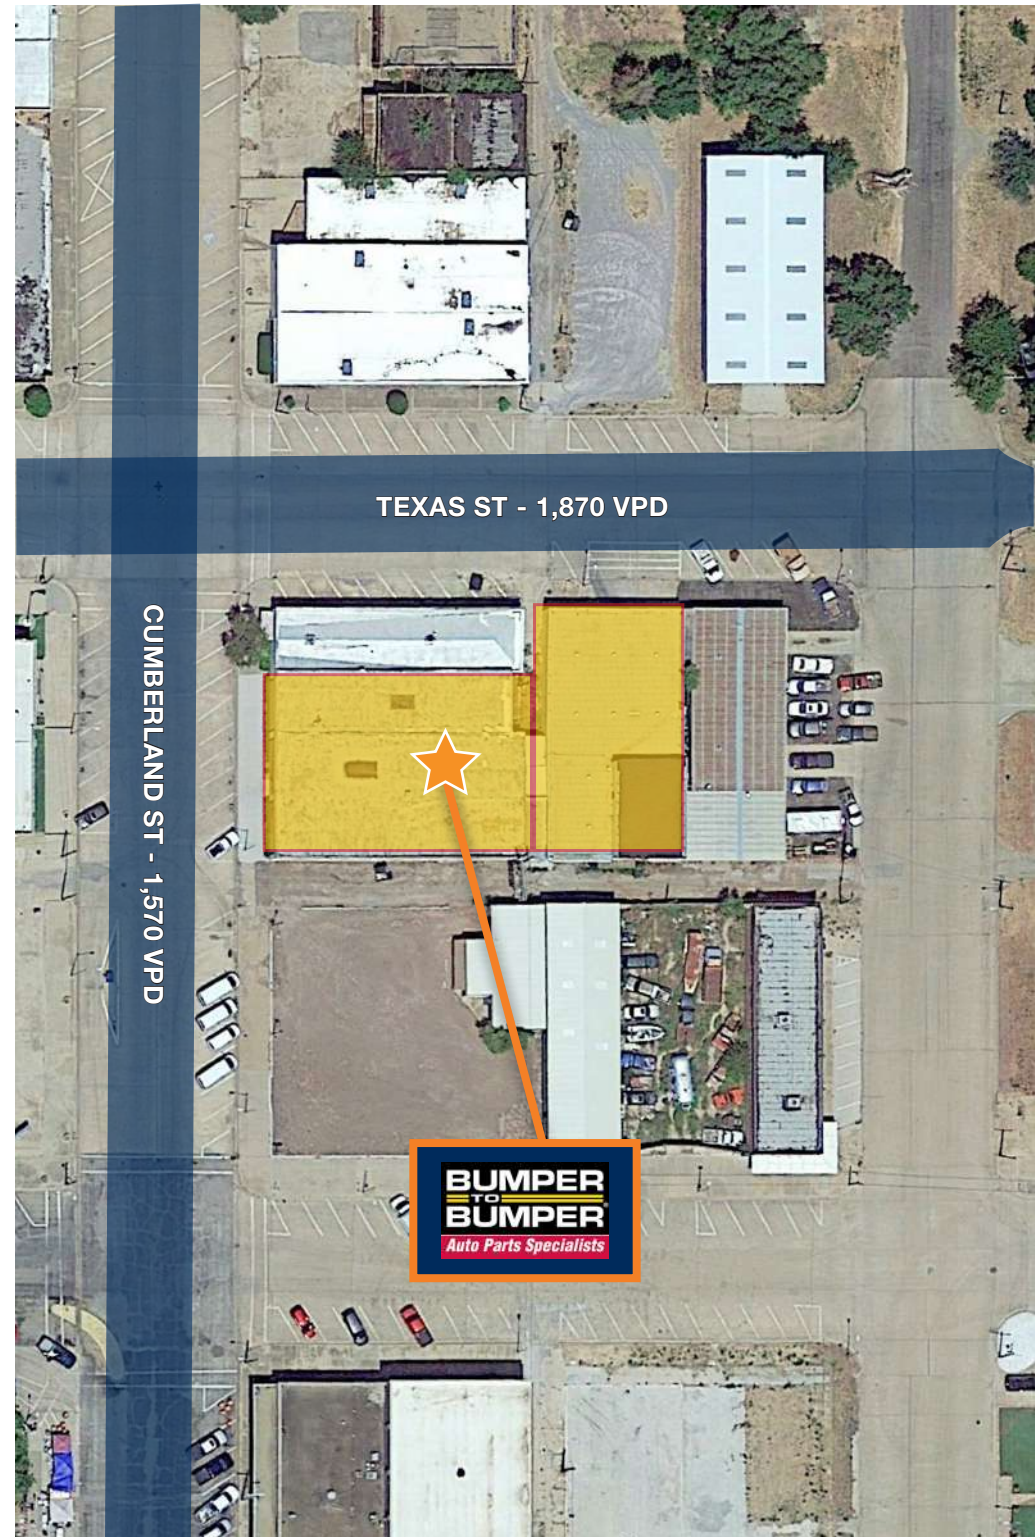 TEXAS ST - 1,870 VPD
CUMBERLAND ST - 1,570 VPD
BUMPER
TO
BUMPER®
Auto Parts Specialists